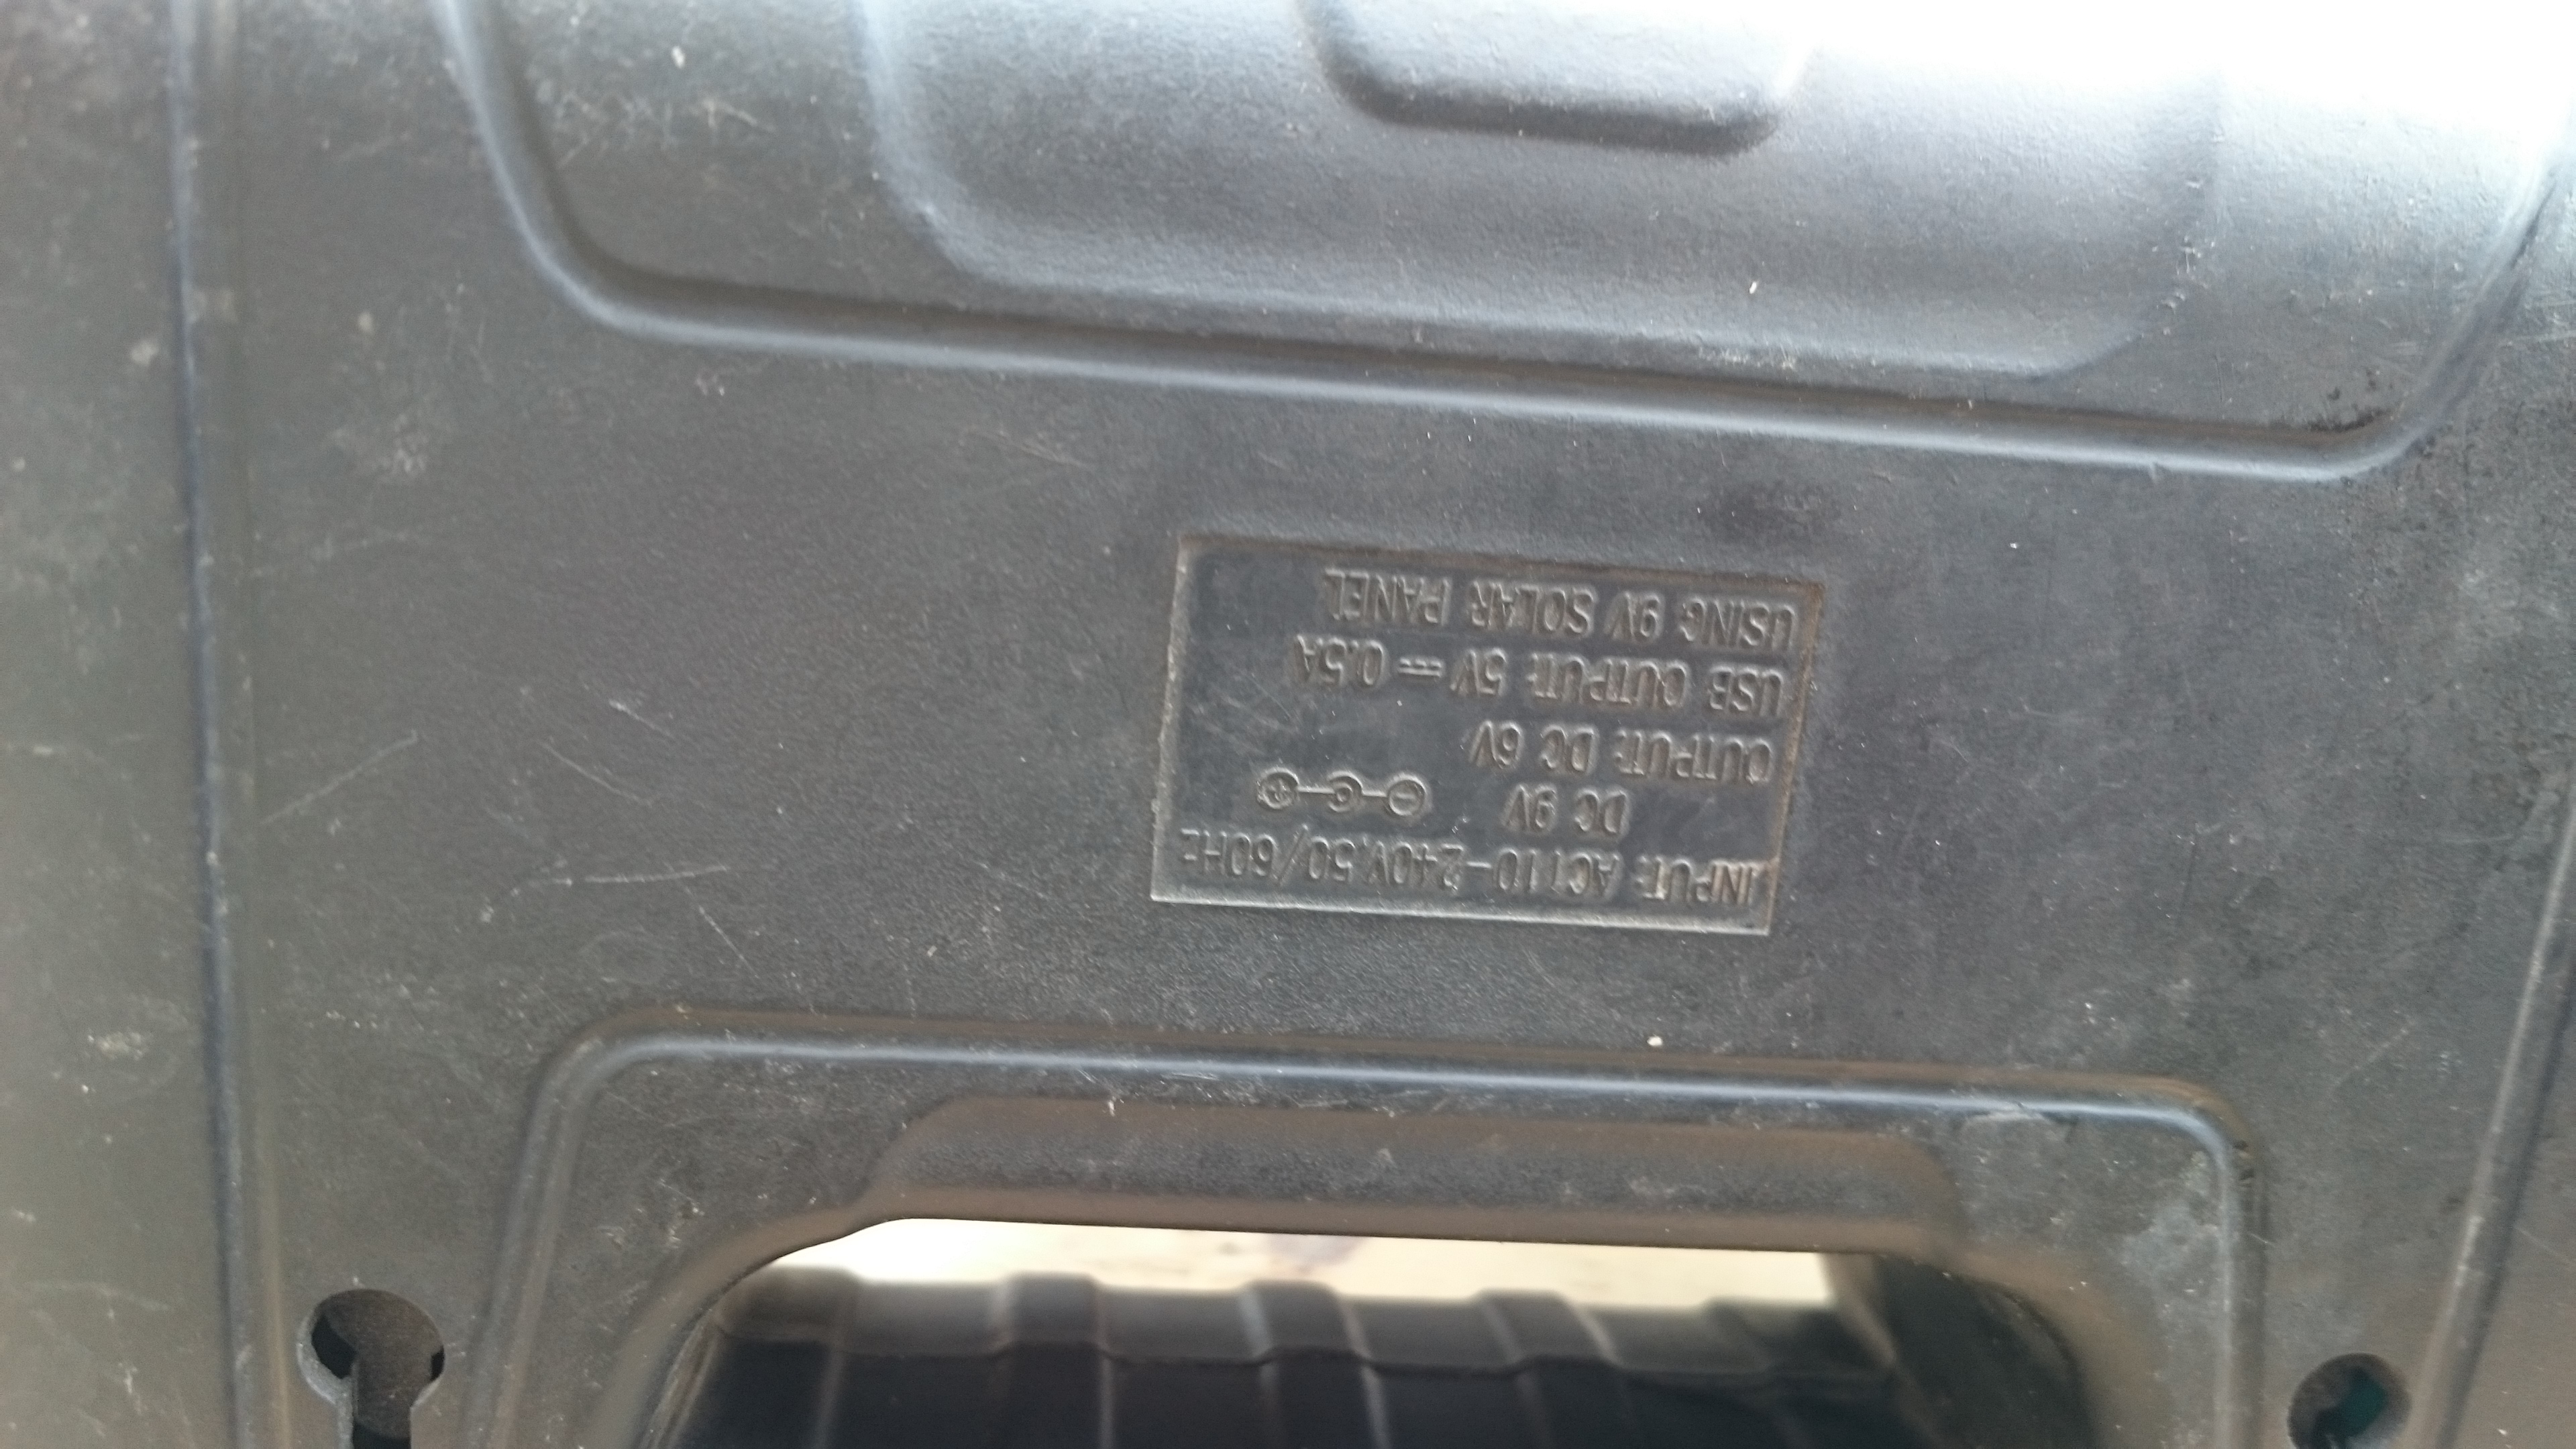 INPUT: AC110-240V,50/60Hz
DC 9V
OUTPUT: DC 6V
USB OUTPUT: 5V = 0.5A
USING 9V SOLAR PANEL